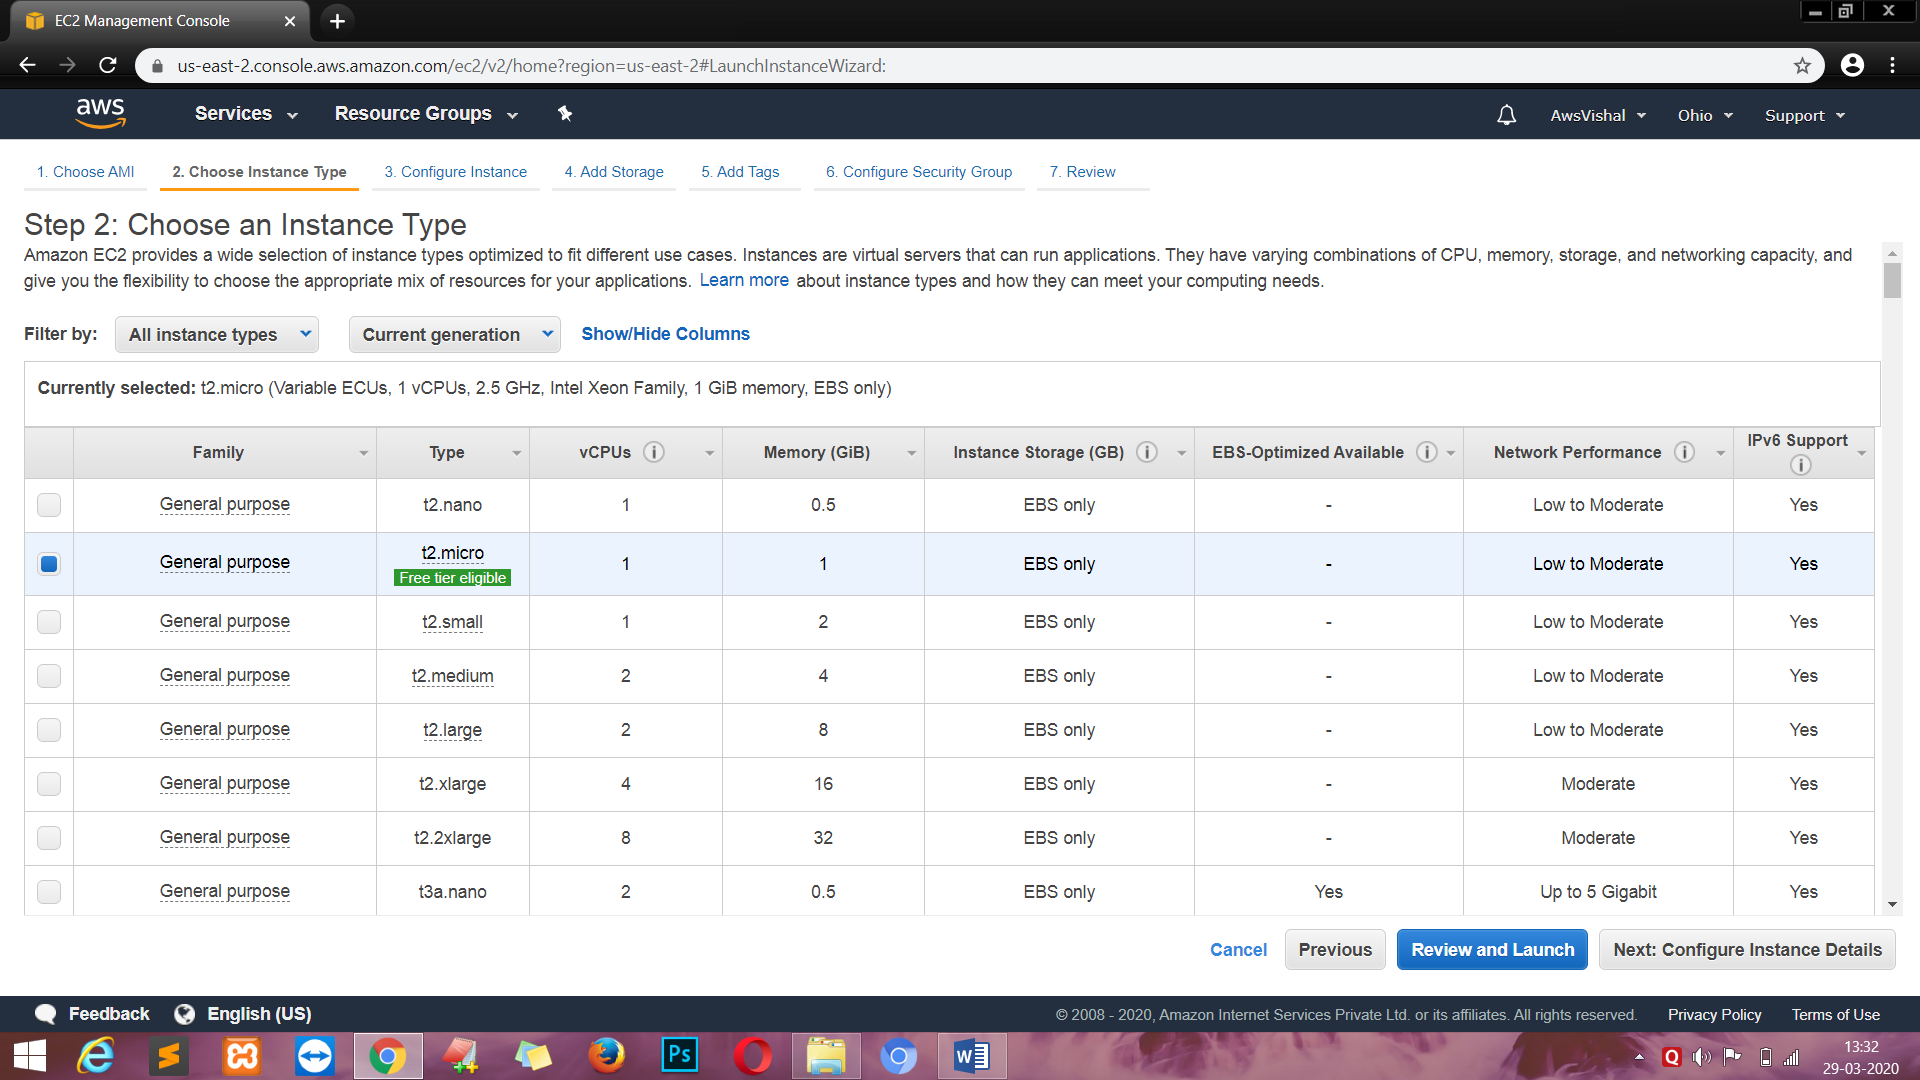 EC2 Management Console
us-east-2.console.aws.amazon.com/ec2/v2/home?region=us-east-2#LaunchInstanceWizard:
aws Services Resource Groups AwsVishal Ohio Support
1. Choose AMI 2. Choose Instance Type 3. Configure Instance 4. Add Storage 5. Add Tags 6. Configure Security Group 7. Review
Step 2: Choose an Instance Type
Amazon EC2 provides a wide selection of instance types optimized to fit different use cases. Instances are virtual servers that can run applications. They have varying combinations of CPU, memory, storage, and networking capacity, and
give you the flexibility to choose the appropriate mix of resources for your applications. Learn more about instance types and how they can meet your computing needs.
Filter by: All instance types Current generation Show/Hide Columns
Currently selected: t2.micro (Variable ECUs, 1 vCPUs, 2.5 GHz, Intel Xeon Family, 1 GiB memory, EBS only)
Family Type vCPUs Memory (GiB) Instance Storage (GB) EBS-Optimized Available Network Performance IPv6 Support
General purpose t2.nano 1 0.5 EBS only - Low to Moderate Yes
General purpose t2.micro 1 1 EBS only - Low to Moderate Yes
Free tier eligible
General purpose t2.small 1 2 EBS only - Low to Moderate Yes
General purpose t2.medium 2 4 EBS only - Low to Moderate Yes
General purpose t2.large 2 8 EBS only - Low to Moderate Yes
General purpose t2.xlarge 4 16 EBS only - Moderate Yes
General purpose t2.2xlarge 8 32 EBS only - Moderate Yes
General purpose t3a.nano 2 0.5 EBS only Yes Up to 5 Gigabit Yes
Cancel Previous Review and Launch Next: Configure Instance Details
Feedback English (US) © 2008 - 2020, Amazon Internet Services Private Ltd. or its affiliates. All rights reserved. Privacy Policy Terms of Use
Ps
W
Q
13:32
29-03-2020